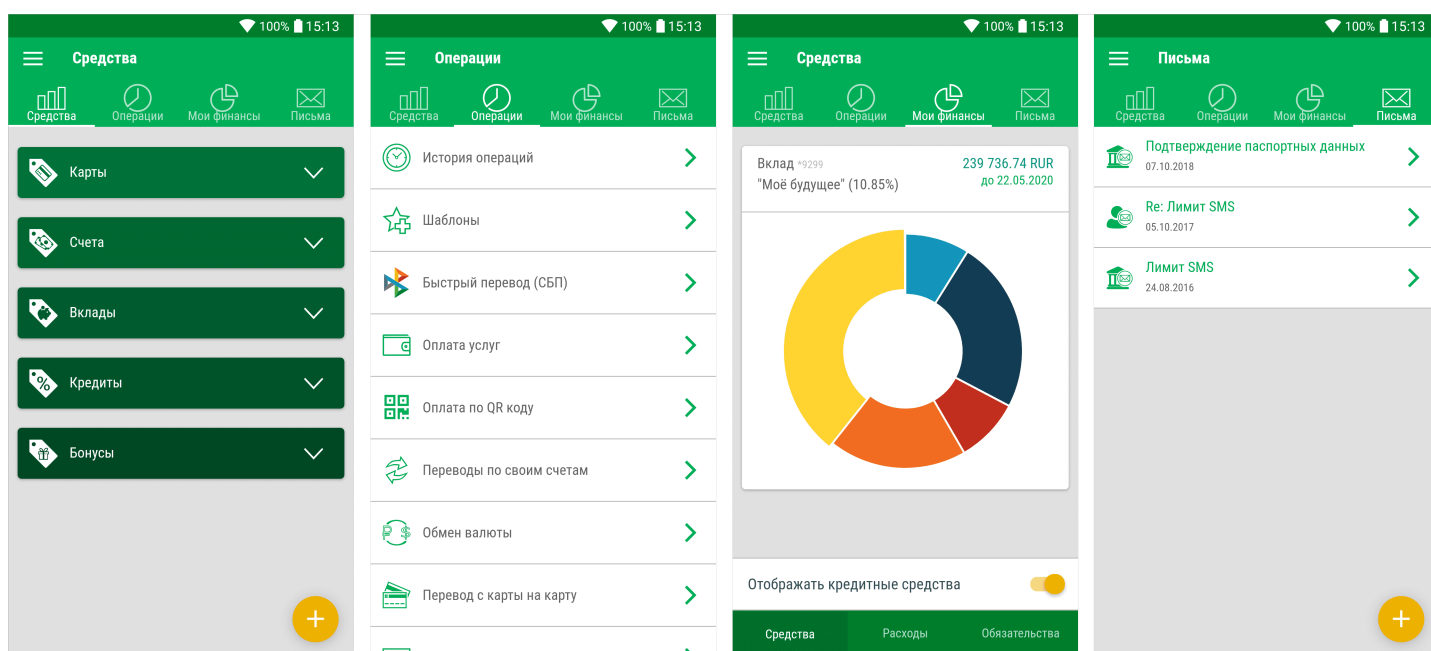 100% 15:13
Средства
Средства Операции Мои финансы Письма
Карты
Счета
Вклады
Кредиты
Бонусы
100% 15:13
Операции
Средства Операции Мои финансы Письма
История операций
Шаблоны
Быстрый перевод (СБП)
Оплата услуг
Оплата по QR коду
Переводы по своим счетам
Обмен валюты
Перевод с карты на карту
100% 15:13
Средства
Средства Операции Мои финансы Письма
Вклад *9299 239 736.74 RUR
"Моё будущее" (10.85%) до 22.05.2020
Отображать кредитные средства
Средства Расходы Обязательства
100% 15:13
Письма
Средства Операции Мои финансы Письма
Подтверждение паспортных данных
07.10.2018
Re: Лимит SMS
05.10.2017
Лимит SMS
24.08.2016